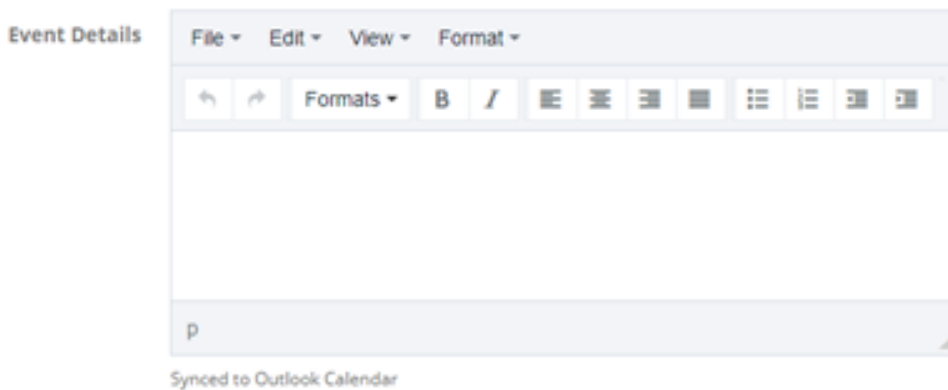 Event Details
File Edit View Format
Formats B I
p
Synced to Outlook Calendar